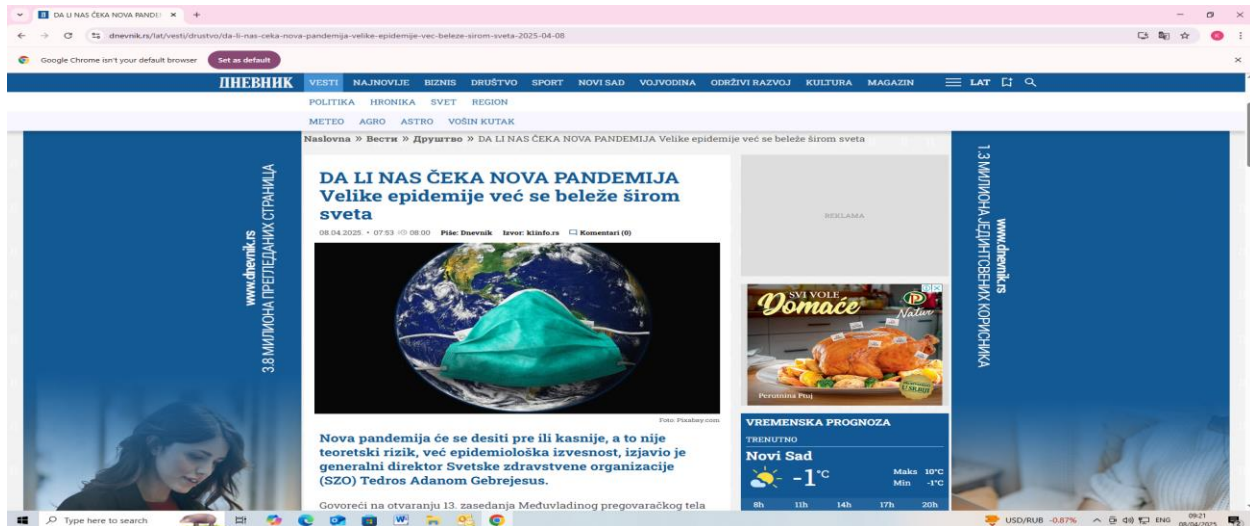 DA LI NAS ČEKA NOVA PANDE
dnevnik.rs/lat/vesti/drustvo/da-li-nas-ceka-nova-pandemija-velike-epidemije-vec-beleze-sirom-sveta-2025-04-08
Google Chrome isn't your default browser Set as default
ДНЕВНИК VESTI NAJNOVIJE BIZNIS DRUŠTVO SPORT NOVI SAD VOJVODINA ODRŽIVI RAZVOJ KULTURA MAGAZIN LAT
POLITIKA HRONIKA SVET REGION
METEO AGRO ASTRO VOŠIN KUTAK
Naslovna » Вести » Друштво » DA LI NAS ČEKA NOVA PANDEMIJA Velike epidemije već se beleže širom sveta
DA LI NAS ČEKA NOVA PANDEMIJA
Velike epidemije već se beleže širom
sveta
08.04.2025 • 07:53 08:00 Piše: Dnevnik Izvor: klinfo.rs Komentari (0)
Foto: Pixabay.com
Nova pandemija će se desiti pre ili kasnije, a to nije
teoretski rizik, već epidemiološka izvesnost, izjavio je
generalni direktor Svetske zdravstvene organizacije
(SZO) Tedros Adanom Gebrejesus.
Govoreći na otvaranju 13. zasedanja Međuvladinog pregovaračkog tela
www.dnevnik.rs
3.8 МИЛИОНА ПРЕГЛЕДАНИХ СТРАНИЦА
REKLAMA
SVI VOLE
Domaće
Natur
Perutnina Ptuj
VREMENSKA PROGNOZA
TRENUTNO
Novi Sad
-1°C
Maks 10°C
Min -1°C
8h 11h 14h 17h 20h
www.dnevnik.rs
1.3 МИЛИОНА ЈЕДИНТСВЕНИХ КОРИСНИКА
Type here to search
USD/RUB -0.87% ENG 09:21
08/04/2025